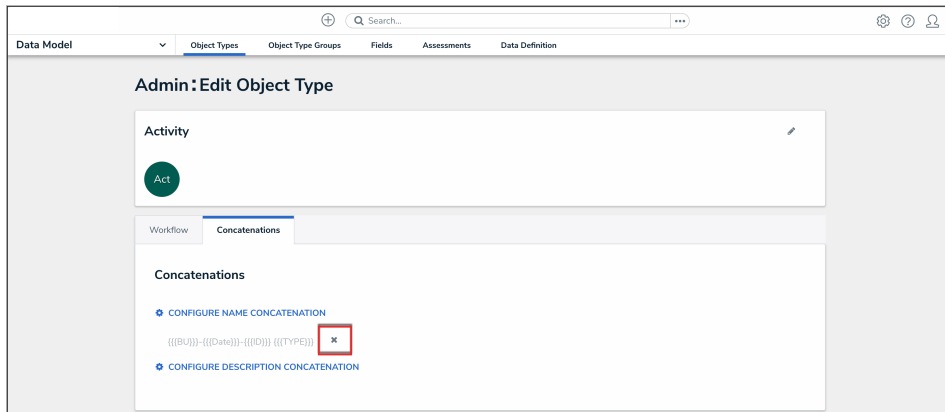 Search...
Data Model Object Types Object Type Groups Fields Assessments Data Definition
Admin:Edit Object Type
Activity
Act
Workflow Concatenations
Concatenations
CONFIGURE NAME CONCATENATION
{{{BU}}}-{{{Date}}}-{{{ID}}} {{{TYPE}}}
CONFIGURE DESCRIPTION CONCATENATION